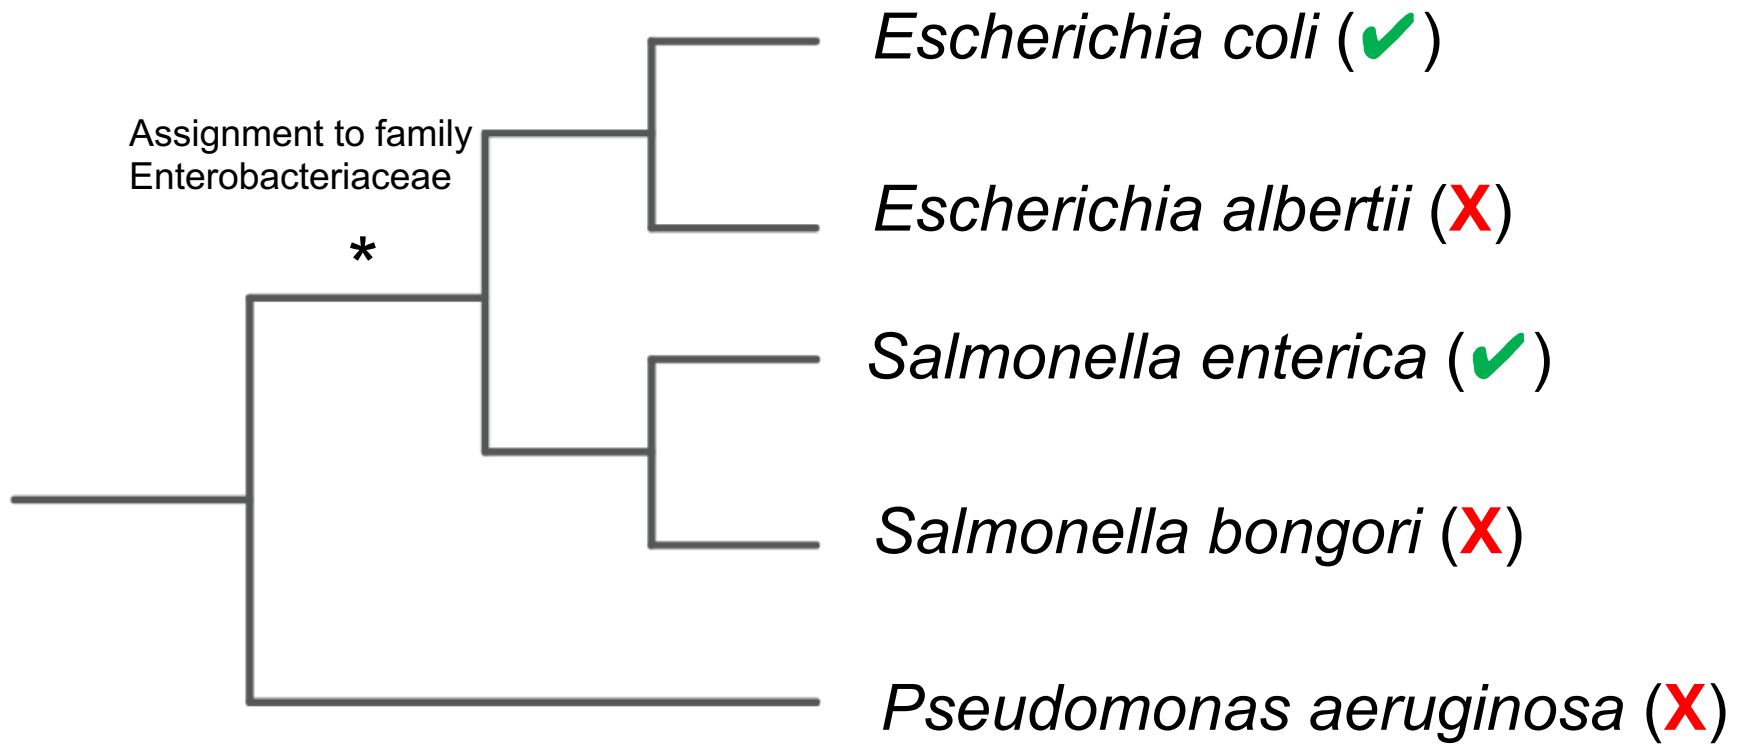 Escherichia coli (✔)
Assignment to family
Enterobacteriaceae
*
Escherichia albertii (X)
Salmonella enterica (✔)
Salmonella bongori (X)
Pseudomonas aeruginosa (X)